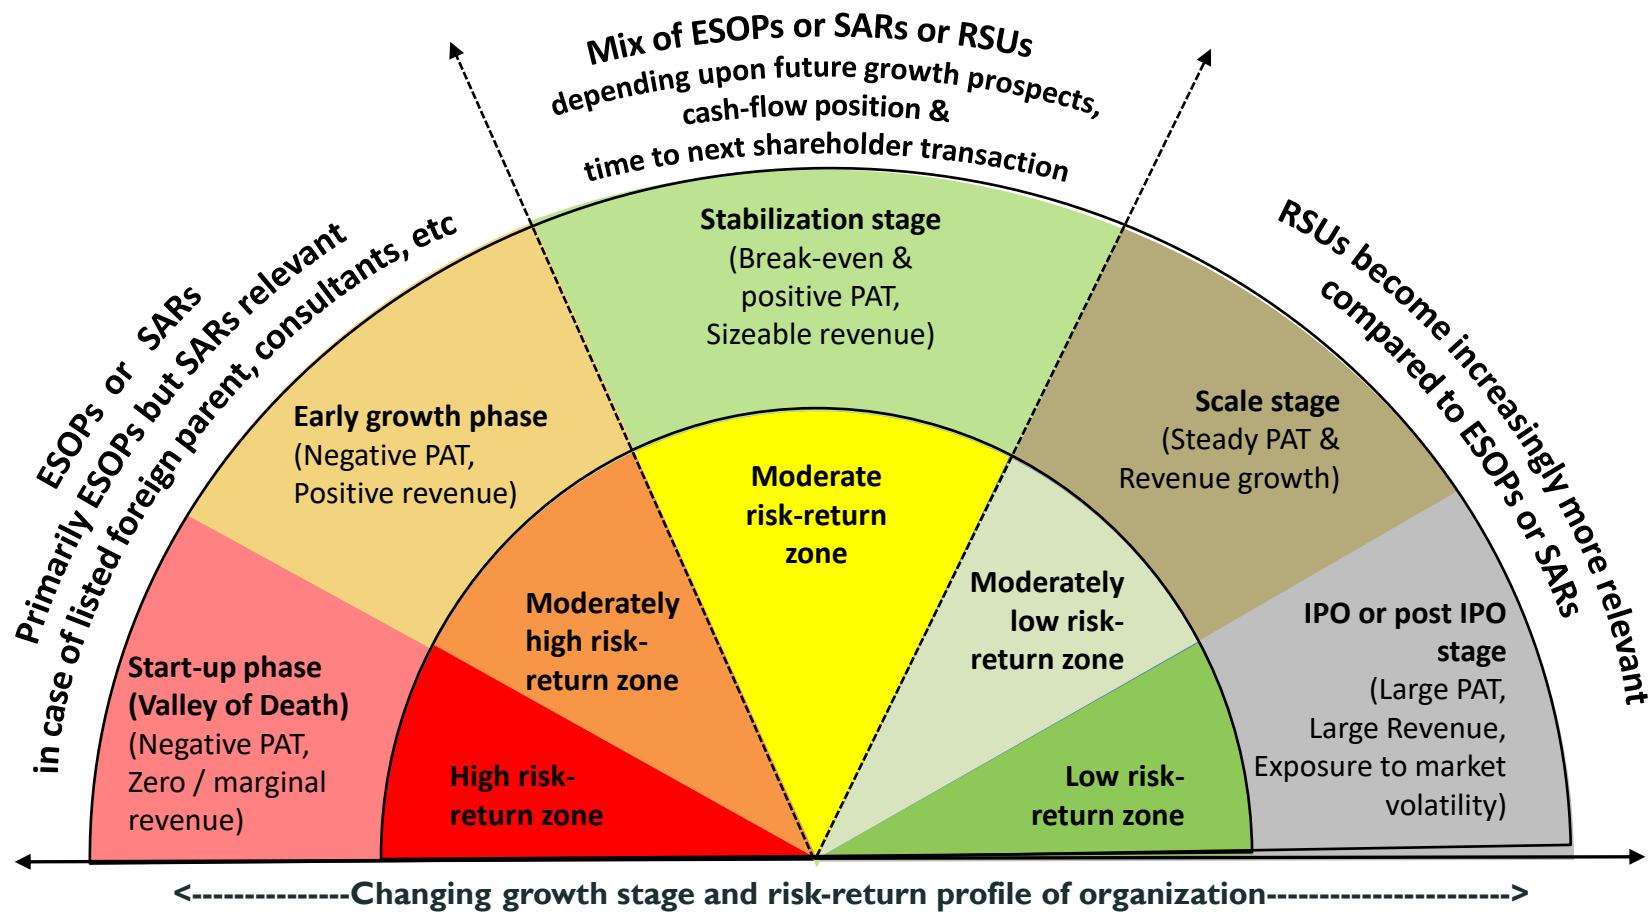 Mix of ESOPs or SARs or RSUs
depending upon future growth prospects,
cash-flow position &
time to next shareholder transaction
ESOPs or SARs
Primarily ESOPs but SARs relevant
in case of listed foreign parent, consultants, etc
RSUs become increasingly more relevant
compared to ESOPs or SARs
Start-up phase
(Valley of Death)
(Negative PAT,
Zero / marginal
revenue)
Early growth phase
(Negative PAT,
Positive revenue)
Stabilization stage
(Break-even &
positive PAT,
Sizeable revenue)
Scale stage
(Steady PAT &
Revenue growth)
IPO or post IPO
stage
(Large PAT,
Large Revenue,
Exposure to market
volatility)
High risk-
return zone
Moderately
high risk-
return zone
Moderate
risk-return
zone
Moderately
low risk-
return zone
Low risk-
return zone
<--------------Changing growth stage and risk-return profile of organization---------------------->